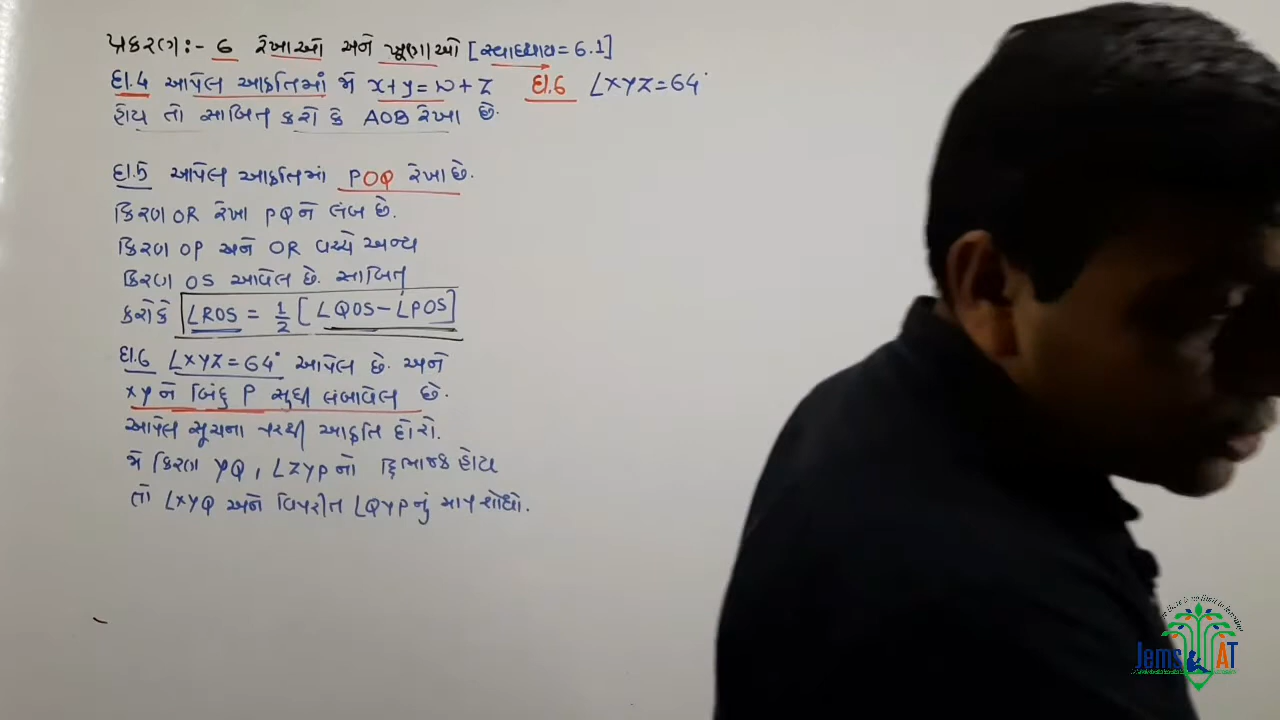 પ્રકરણ:- 6 રેખાઓ અને ખૂણાઓ [સ્વાધ્યાય = 6.1]
દા.4 આપેલ આકૃતિમાં જો x+y = w+z
હોય તો સાબિત કરો કે AOB રેખા છે.
દા.6 ∠XYZ = 64°
દા.5 આપેલ આકૃતિમાં POQ રેખા છે.
કિરણ OR રેખા PQ ને લંબ છે.
કિરણ OP અને OR વચ્ચે અન્ય
કિરણ OS આવેલ છે. સાબિત
કરો કે ∠ROS = 1/2 [∠QOS - ∠POS]
દા.6 ∠XYZ = 64° આપેલ છે. અને
XY ને બિંદુ P સુધી લંબાવેલ છે.
આપેલ સૂચના પરથી આકૃતિ દોરો.
જો કિરણ YQ, ∠ZYP નો દ્વિભાજક હોય
તો ∠XYQ અને વિપરીત ∠QYP નું માપ શોધો.
Jems AT